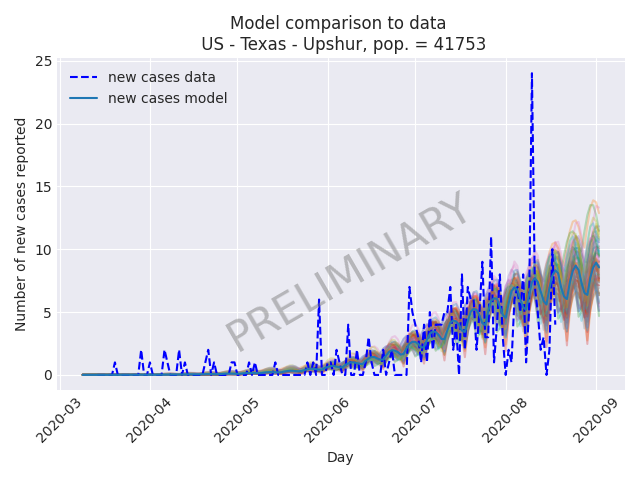 Model comparison to data
US - Texas - Upshur, pop. = 41753
new cases data
new cases model
Number of new cases reported
25
20
15
10
5
0
PRELIMINARY
2020-03
2020-04
2020-05
2020-06
2020-07
2020-08
2020-09
Day